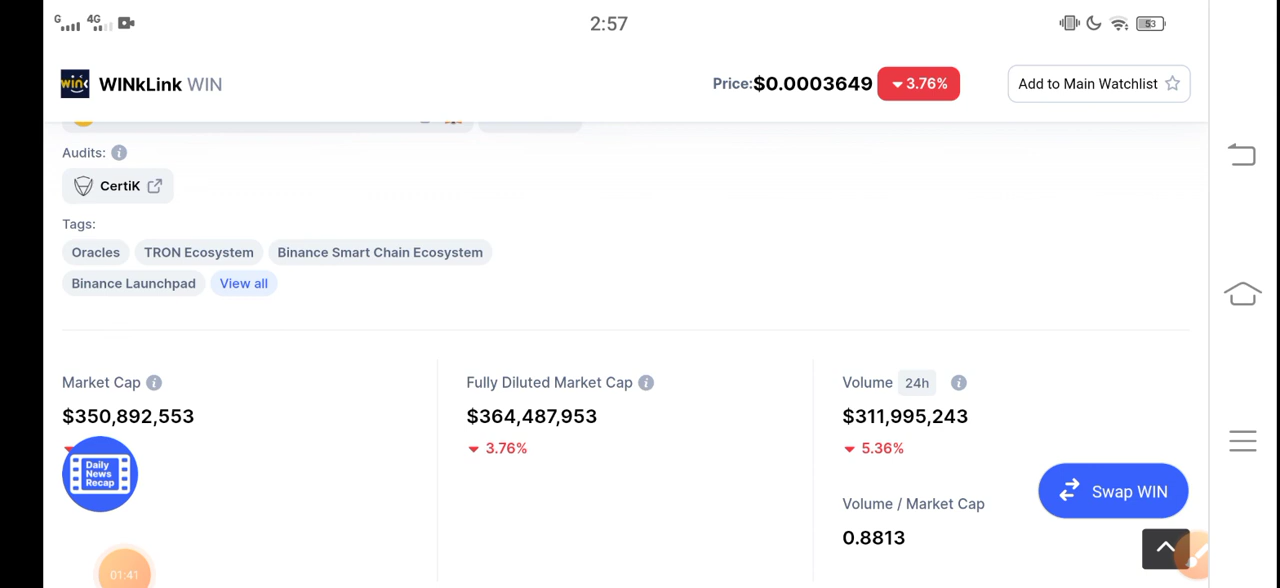 G 4G 2:57 53
wink WINkLink WIN Price:$0.0003649 3.76% Add to Main Watchlist
Audits:
CertiK
Tags:
Oracles TRON Ecosystem Binance Smart Chain Ecosystem
Binance Launchpad View all
Market Cap Fully Diluted Market Cap Volume 24h
$350,892,553 $364,487,953 $311,995,243
3.76% 5.36%
Daily
News
Recap
Swap WIN
Volume / Market Cap
0.8813
01:41